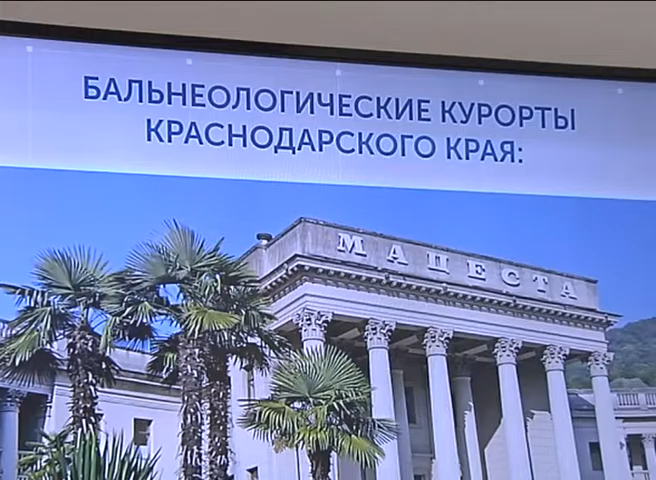 БАЛЬНЕОЛОГИЧЕСКИЕ КУРОРТЫ
КРАСНОДАРСКОГО КРАЯ:
МАЦЕСТА